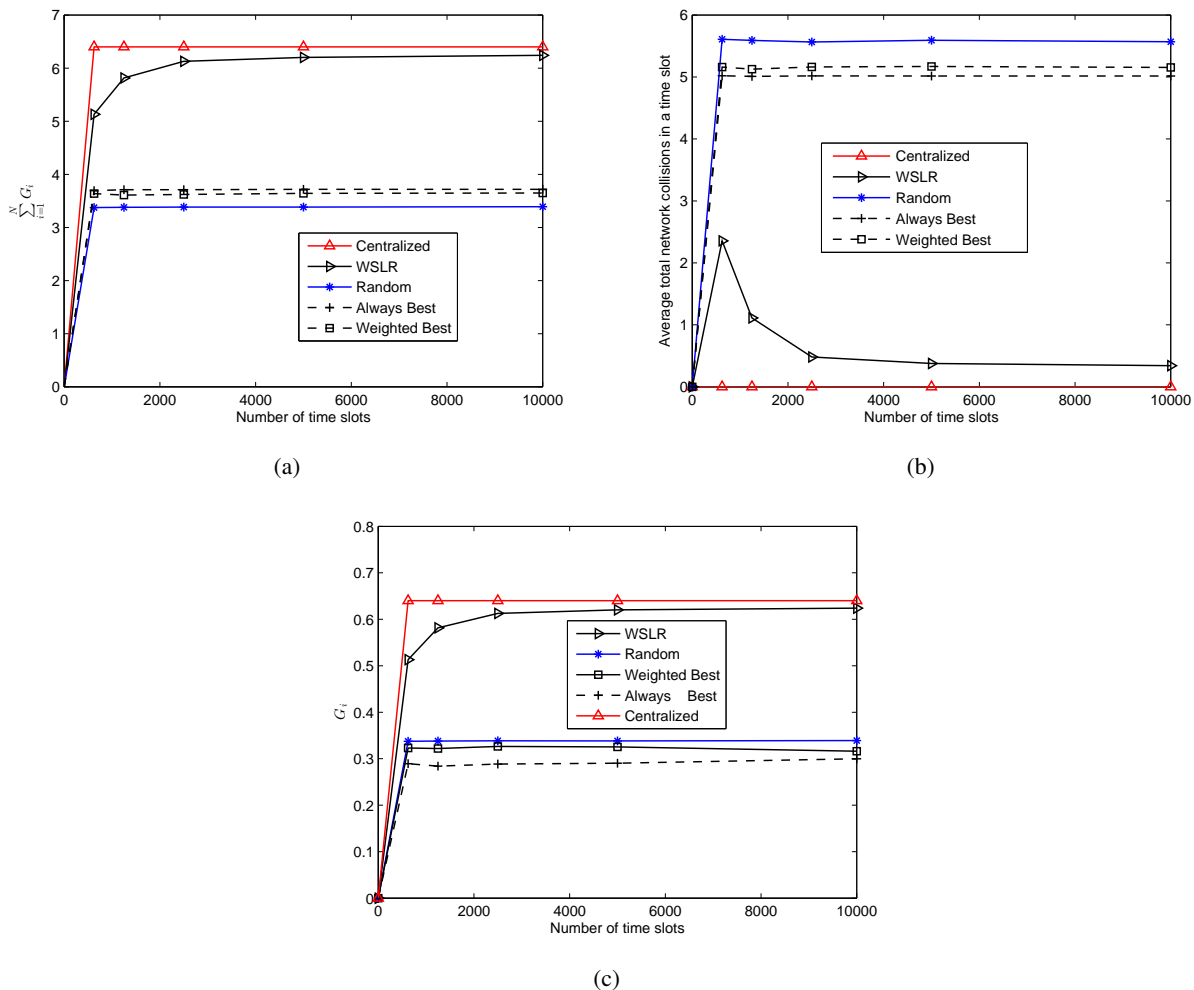 7
6
5
4
3
2
1
0
0
2000
4000
6000
8000
10000
Number of time slots
N
∑ G_i
i=1
Centralized
WSLR
Random
Always Best
Weighted Best
(a)
6
5
4
3
2
1
0
0
2000
4000
6000
8000
10000
Number of time slots
Average total network collisions in a time slot
Centralized
WSLR
Random
Always Best
Weighted Best
(b)
0.8
0.7
0.6
0.5
0.4
0.3
0.2
0.1
0
0
2000
4000
6000
8000
10000
Number of time slots
G_i
WSLR
Random
Weighted Best
Always Best
Centralized
(c)